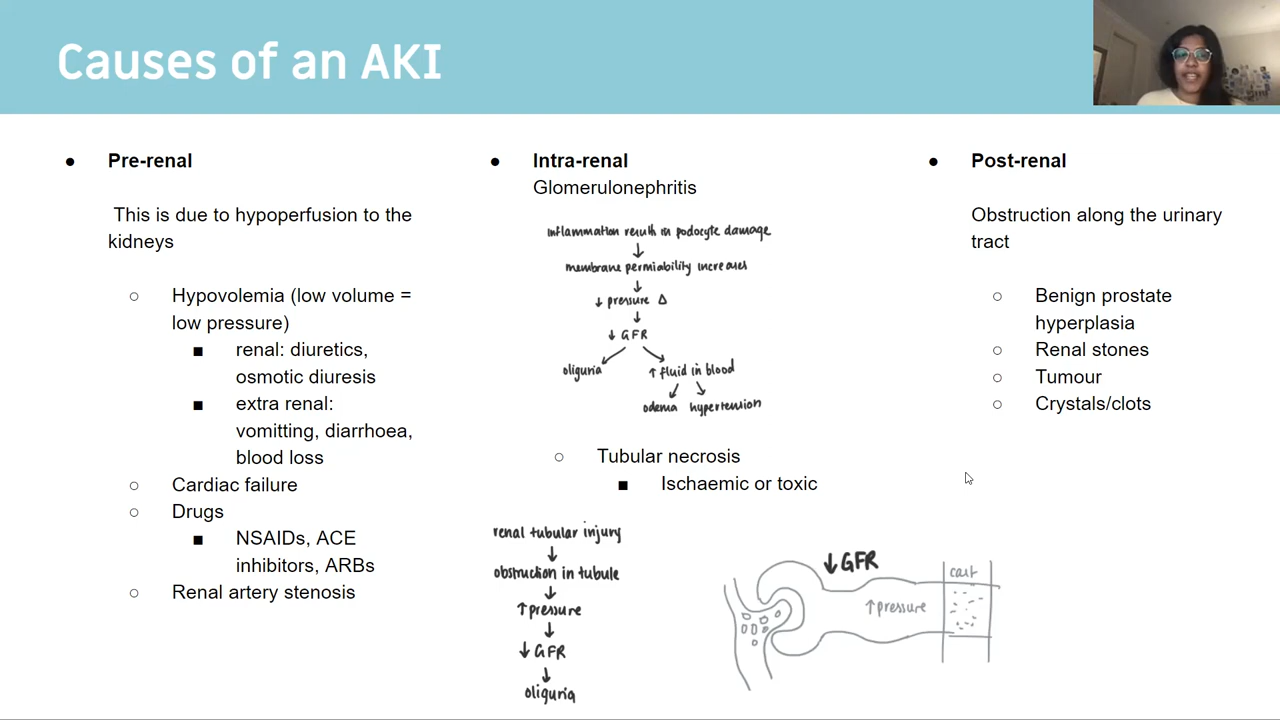 Causes of an AKI
Pre-renal
This is due to hypoperfusion to the
kidneys
Hypovolemia (low volume =
low pressure)
renal: diuretics,
osmotic diuresis
extra renal:
vomitting, diarrhoea,
blood loss
Cardiac failure
Drugs
NSAIDs, ACE
inhibitors, ARBs
Renal artery stenosis
Intra-renal
Glomerulonephritis
inflammation result in podocyte damage
↓
membrane permiability increases
↓
↓ pressure Δ
↓
↓ GFR
oliguria ↑ fluid in blood
odema hypertension
Tubular necrosis
Ischaemic or toxic
renal tubular injury
↓
obstruction in tubule
↓
↑pressure
↓
↓ GFR
↓
oliguria
↓GFR
↑pressure
cast
Post-renal
Obstruction along the urinary
tract
Benign prostate
hyperplasia
Renal stones
Tumour
Crystals/clots